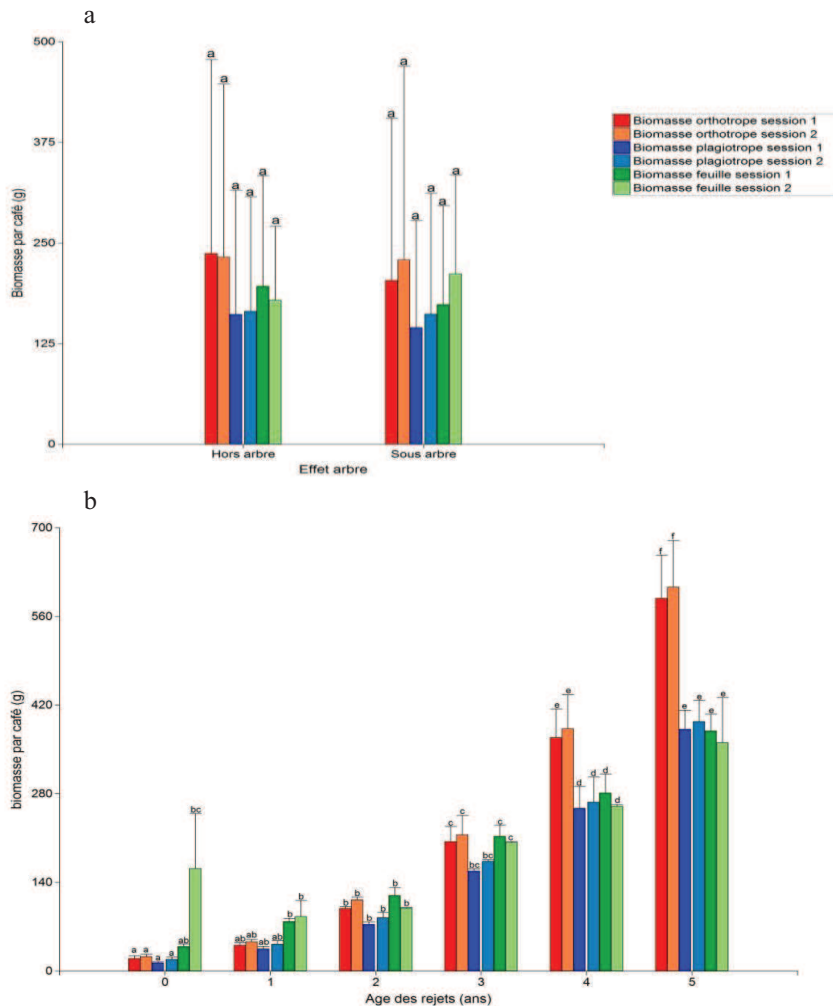 a
500
375
250
125
0
Biomasse par café (g)
a a a a a a
a a a a a a
Hors arbre Sous arbre
Effet arbre
Biomasse orthotrope session 1
Biomasse orthotrope session 2
Biomasse plagiotrope session 1
Biomasse plagiotrope session 2
Biomasse feuille session 1
Biomasse feuille session 2
b
700
560
420
280
140
0
biomasse par café (g)
a a a a ab bc
ab ab ab ab b b
b b b b b b
c c bc bc c c
e e d d d d
f f e e e e
0 1 2 3 4 5
Age des rejets (ans)